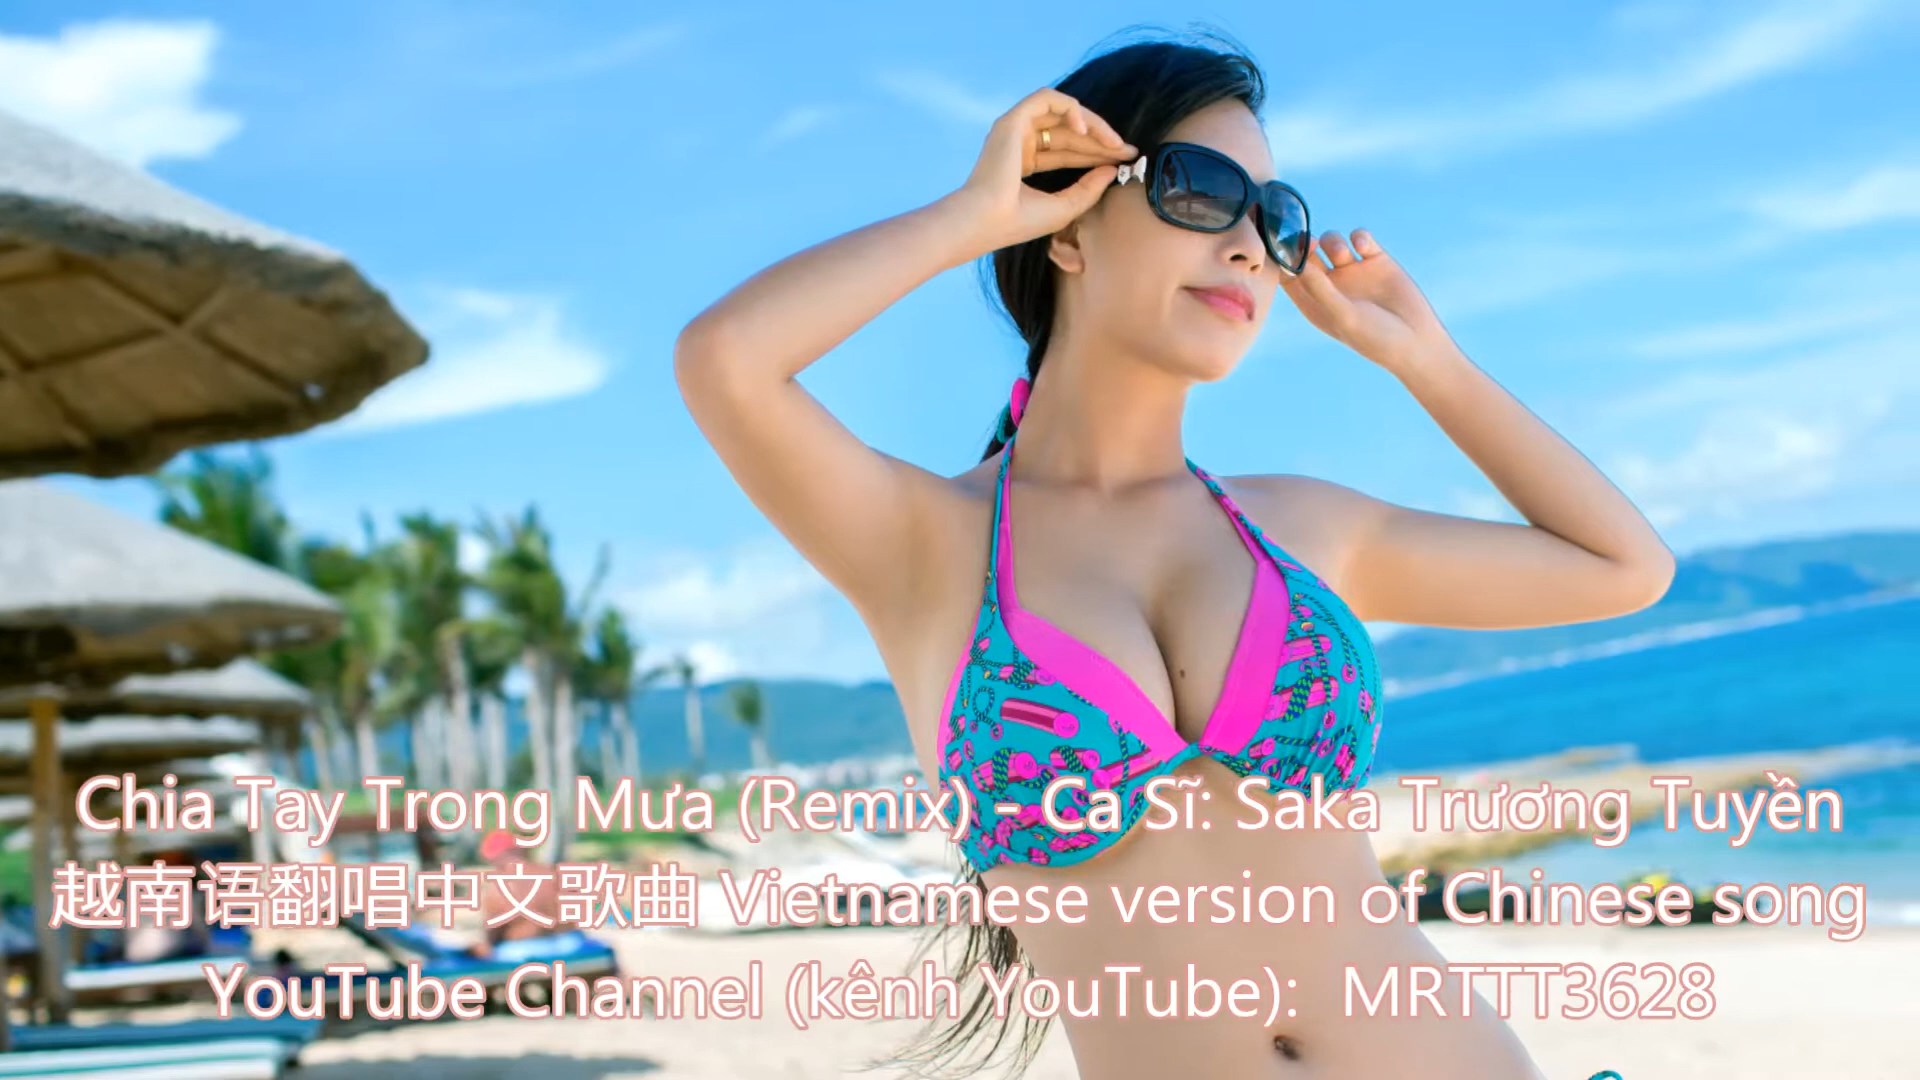 Chia Tay Trong Mưa (Remix) - Ca Sĩ: Saka Trương Tuyền
越南语翻唱中文歌曲 Vietnamese version of Chinese song
YouTube Channel (kênh YouTube):  MRTTT3628